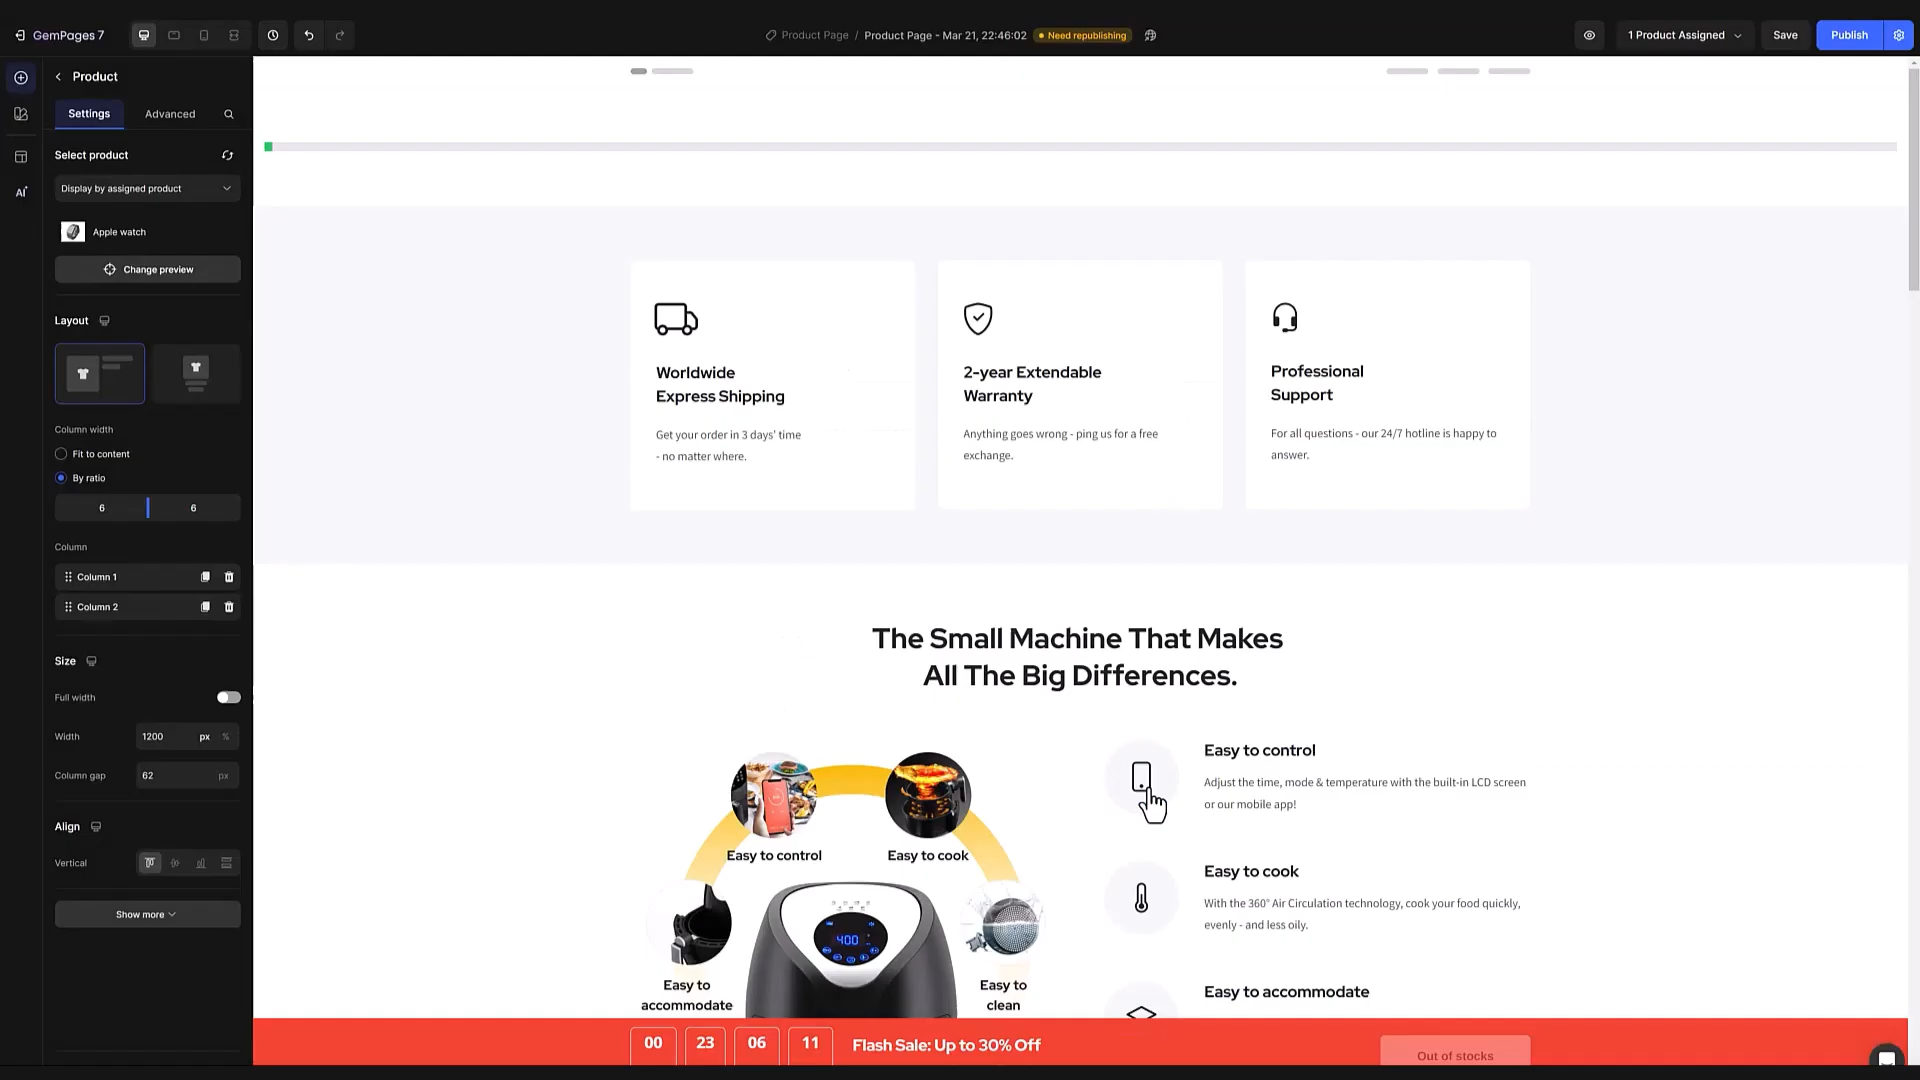 GemPages 7
Product Page / Product Page - Mar 21, 22:46:02
Need republishing
1 Product Assigned
Save
Publish
Product
Settings
Advanced
Select product
Display by assigned product
Apple watch
Change preview
Layout
Column width
Fit to content
By ratio
6 6
Column
Column 1
Column 2
Size
Full width
Width 1200 px %
Column gap 62 px
Align
Vertical
Show more
AI
Worldwide
Express Shipping
Get your order in 3 days' time
- no matter where.
2-year Extendable
Warranty
Anything goes wrong - ping us for a free
exchange.
Professional
Support
For all questions - our 24/7 hotline is happy to
answer.
The Small Machine That Makes
All The Big Differences.
Easy to control
Easy to cook
Easy to
accommodate
Easy to
clean
400
Easy to control
Adjust the time, mode & temperature with the built-in LCD screen
or our mobile app!
Easy to cook
With the 360° Air Circulation technology, cook your food quickly,
evenly - and less oily.
Easy to accommodate
00 23 06 11
Flash Sale: Up to 30% Off
Out of stocks